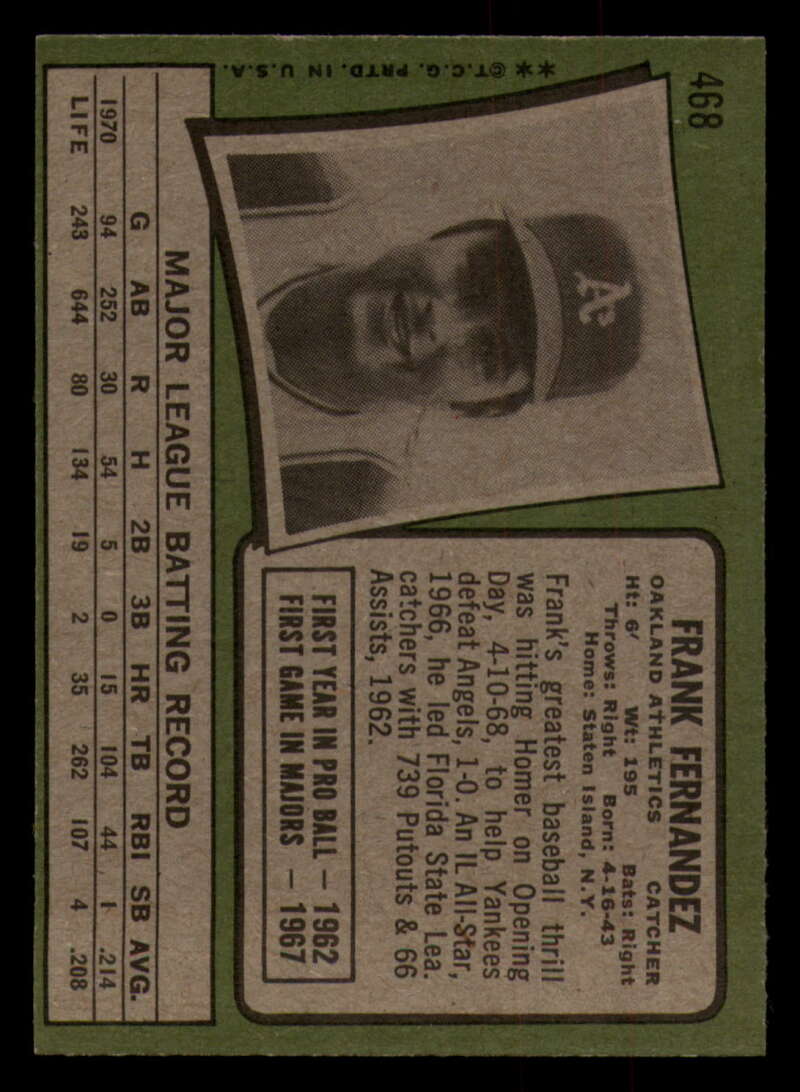 468
**©T.C.G. PRTD. IN U.S.A.
A's
FRANK FERNANDEZ
OAKLAND ATHLETICS CATCHER
Ht: 6' Wt: 195 Bats: Right
Throws: Right Born: 4-16-43
Home: Staten Island, N.Y.
Frank's greatest baseball thrill
was hitting Homer on Opening
Day, 4-10-68, to help Yankees
defeat Angels, 1-0. An IL All-Star,
1966, he led Florida State Lea.
catchers with 739 Putouts & 66
Assists, 1962.
FIRST YEAR IN PRO BALL — 1962
FIRST GAME IN MAJORS — 1967
MAJOR LEAGUE BATTING RECORD
G AB R H 2B 3B HR TB RBI SB AVG.
1970 94 252 30 54 5 0 15 104 44 1 .214
LIFE 243 644 80 134 19 2 35 262 107 4 .208